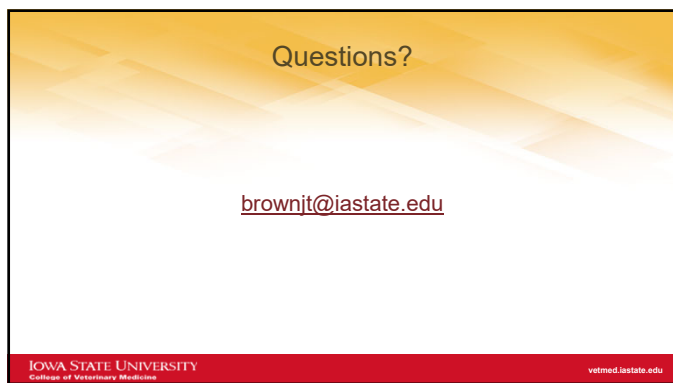 Questions?
brownjt@iastate.edu
IOWA STATE UNIVERSITY
College of Veterinary Medicine
vetmed.iastate.edu